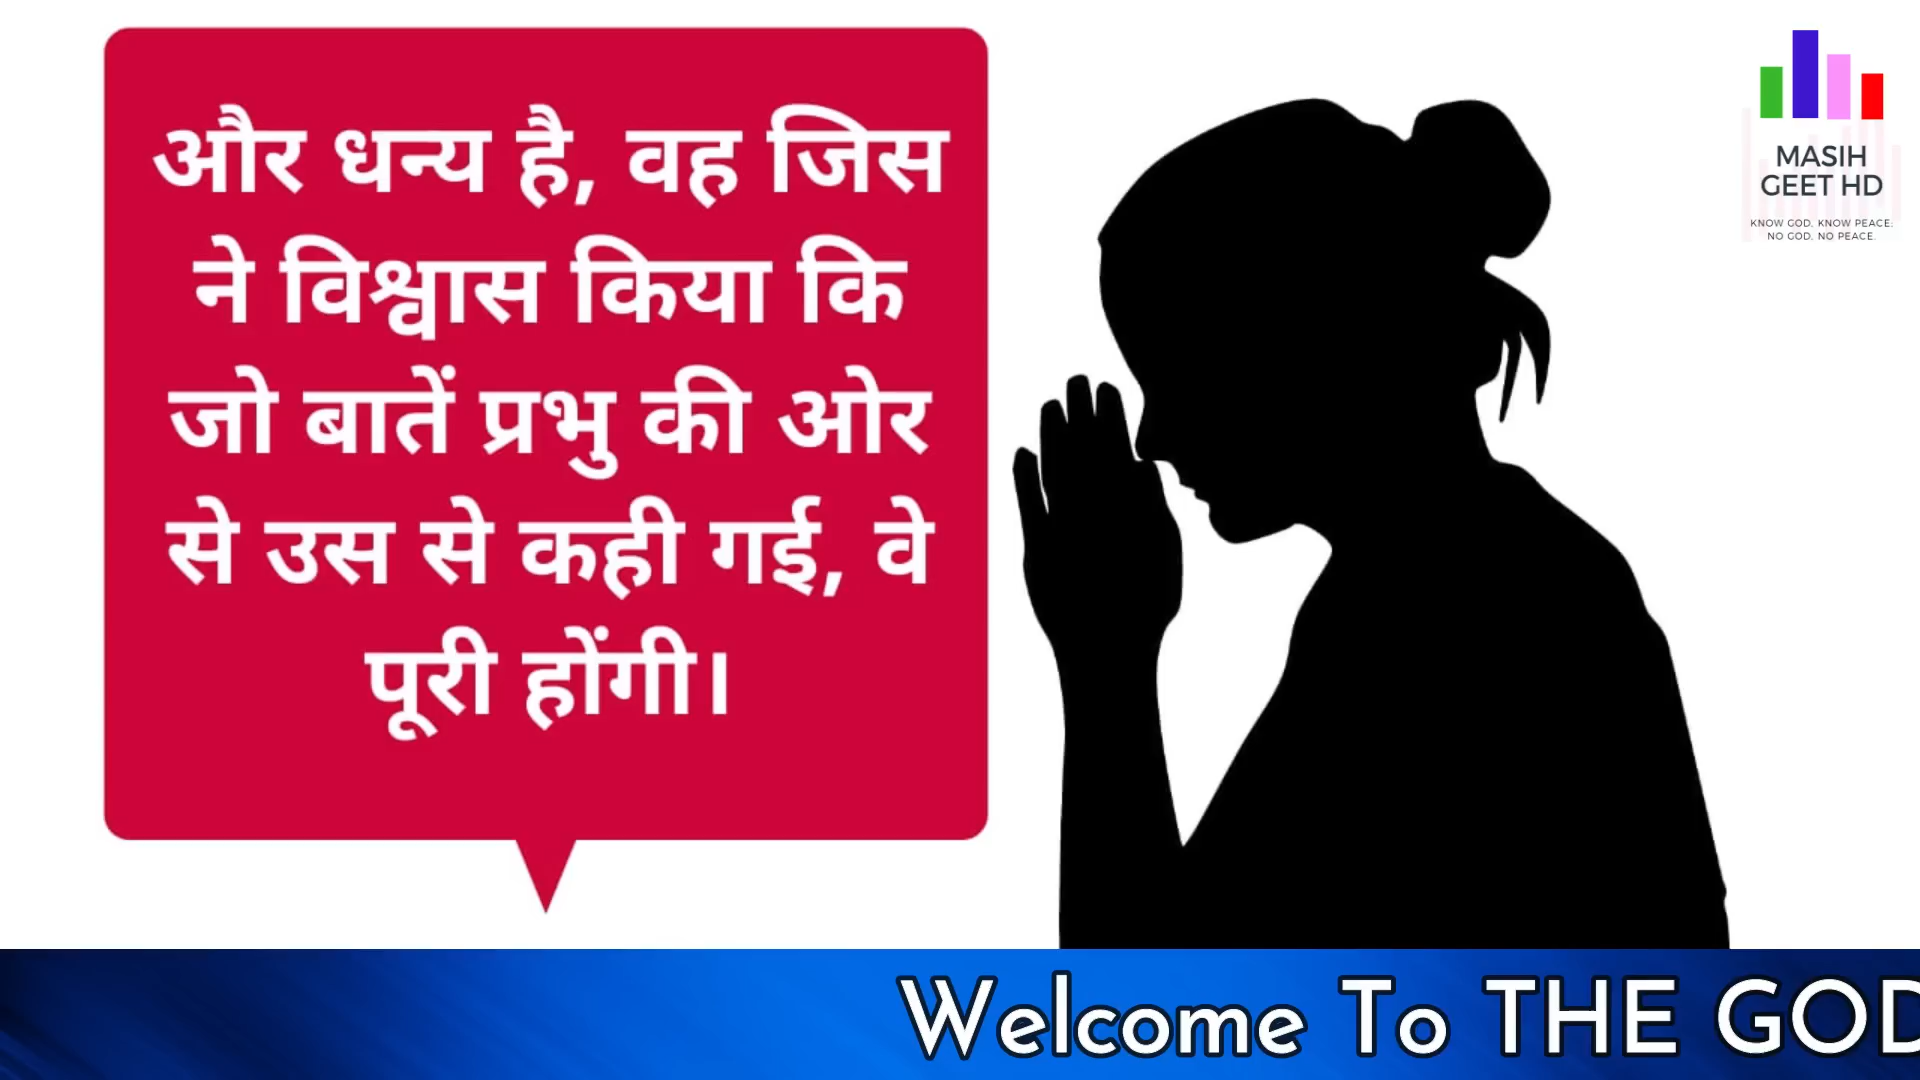 और धन्य है, वह जिस
ने विश्वास किया कि
जो बातें प्रभु की ओर
से उस से कही गई, वे
पूरी होंगी।
MASIH
GEET HD
KNOW GOD, KNOW PEACE;
NO GOD, NO PEACE.
Welcome To THE GOD